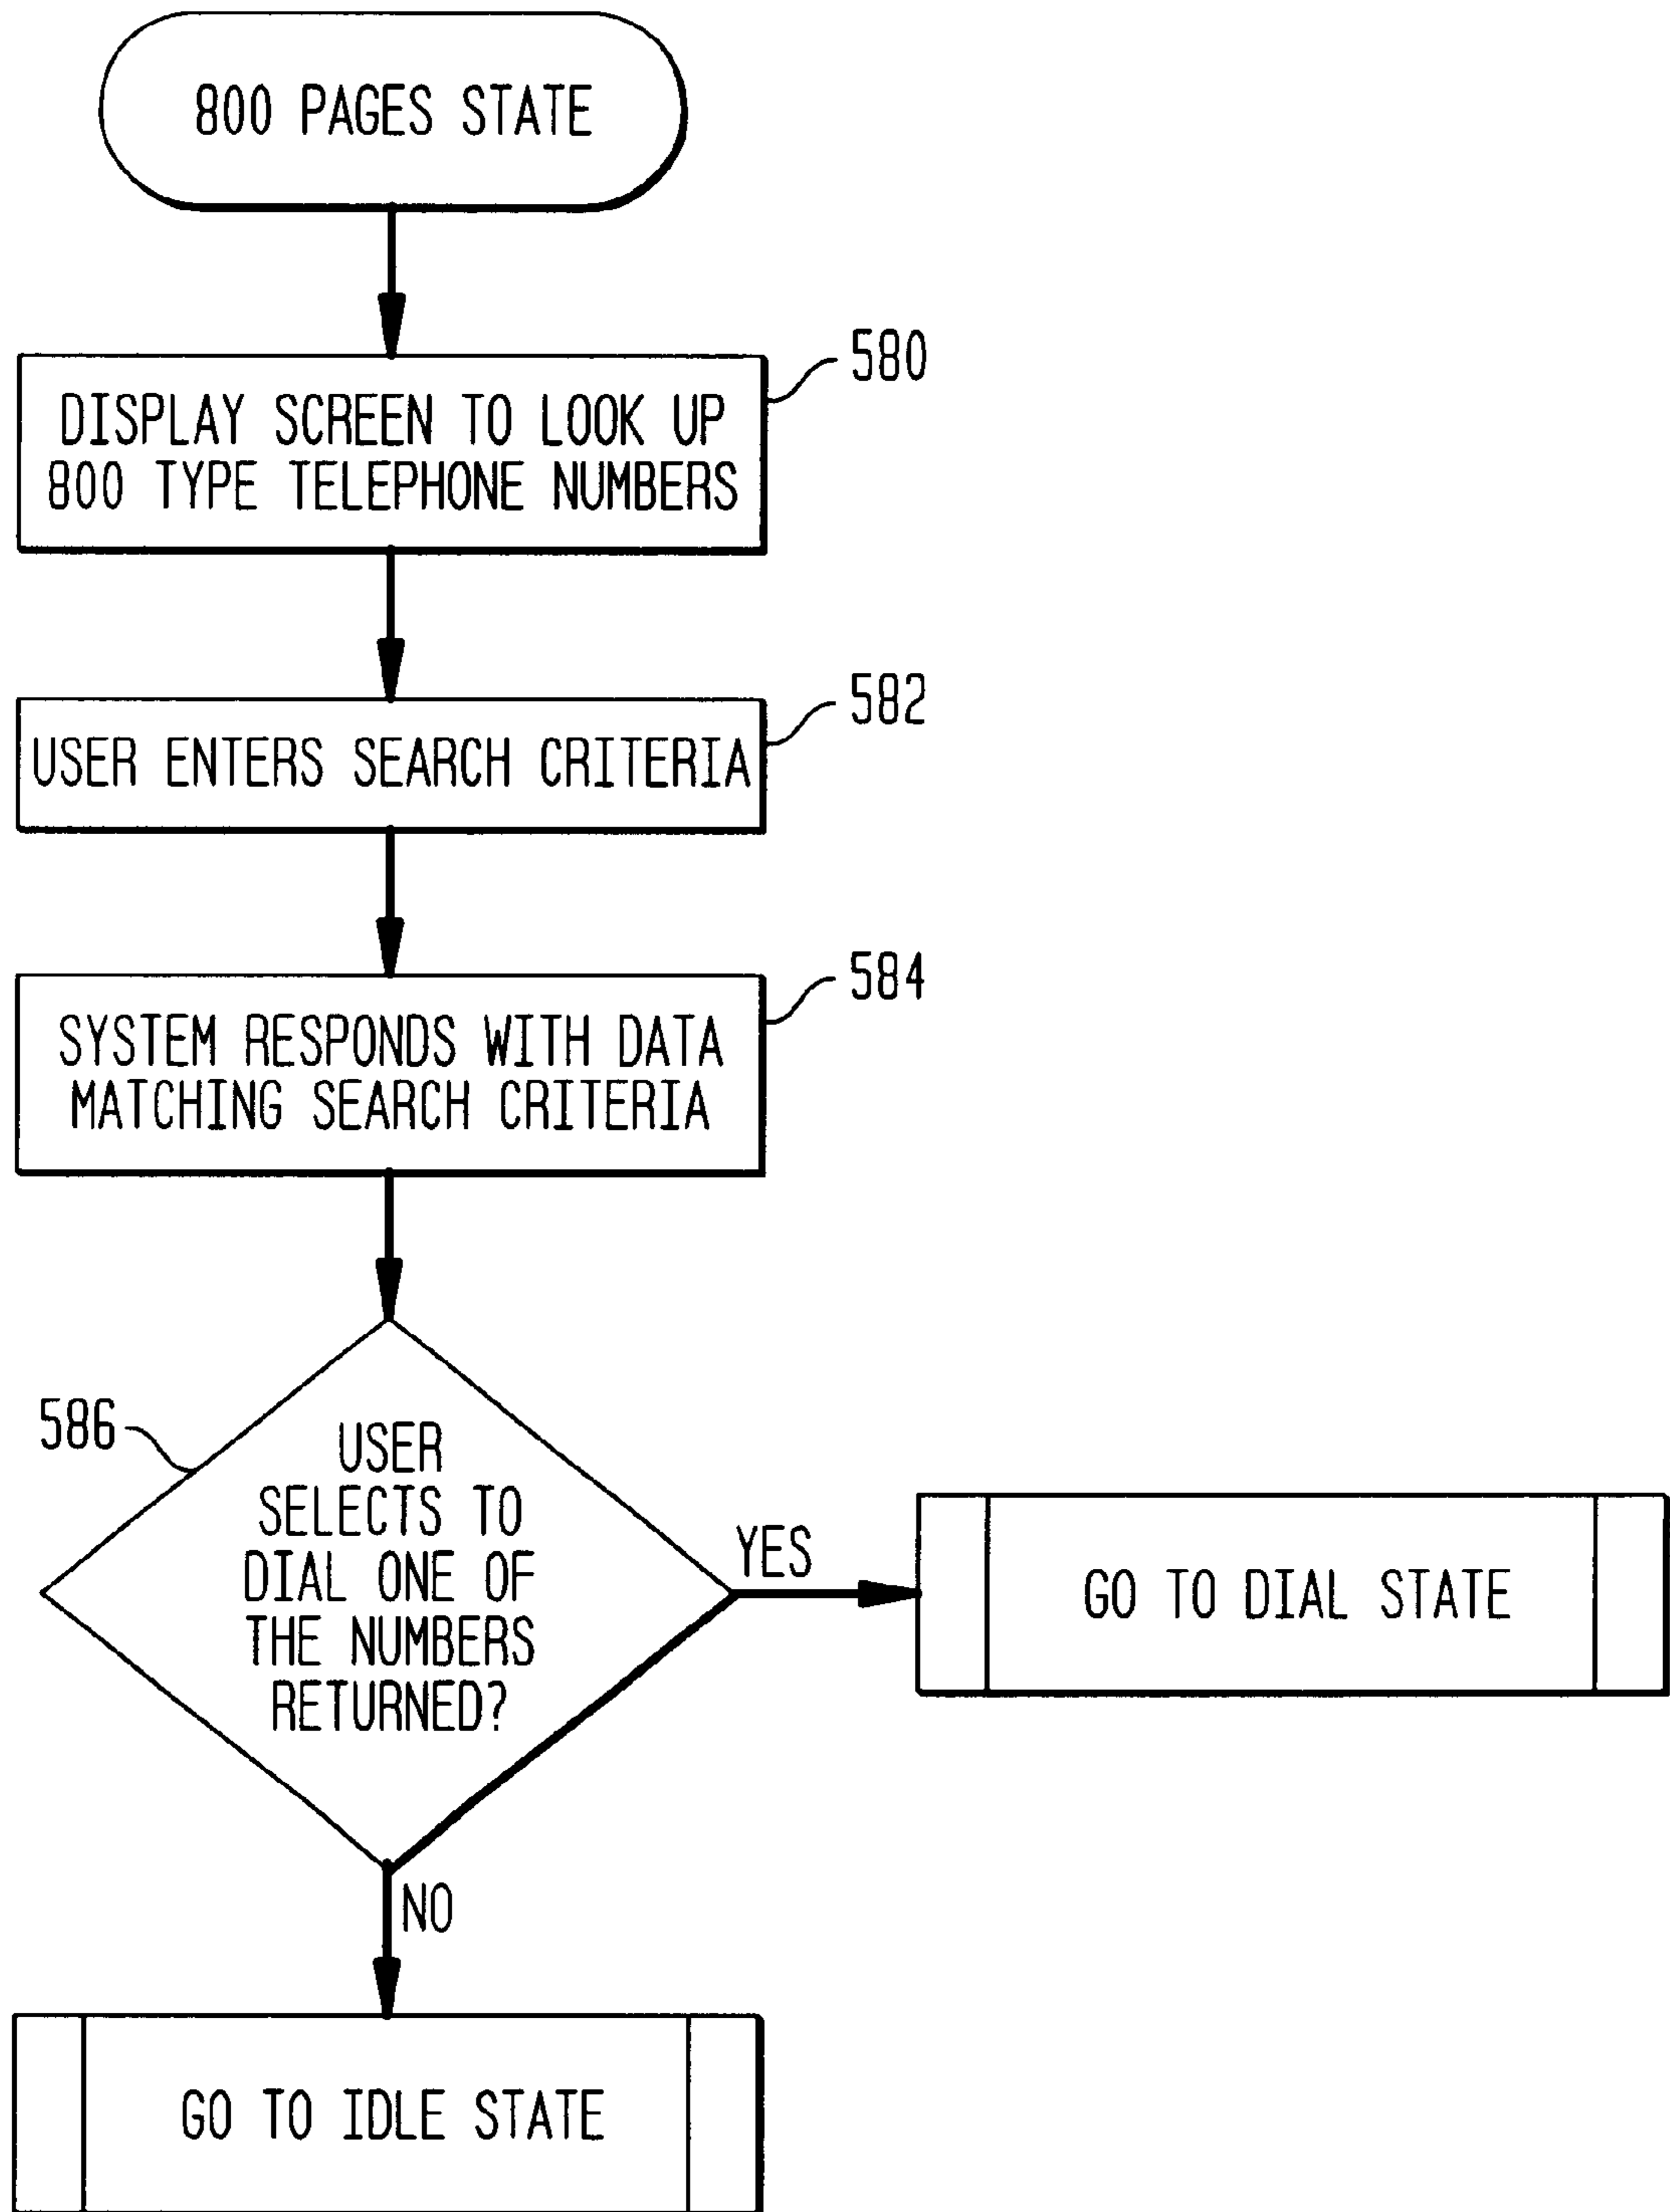 800 PAGES STATE
580
DISPLAY SCREEN TO LOOK UP
800 TYPE TELEPHONE NUMBERS
582
USER ENTERS SEARCH CRITERIA
584
SYSTEM RESPONDS WITH DATA
MATCHING SEARCH CRITERIA
586
USER
SELECTS TO
DIAL ONE OF
THE NUMBERS
RETURNED?
YES
GO TO DIAL STATE
NO
GO TO IDLE STATE